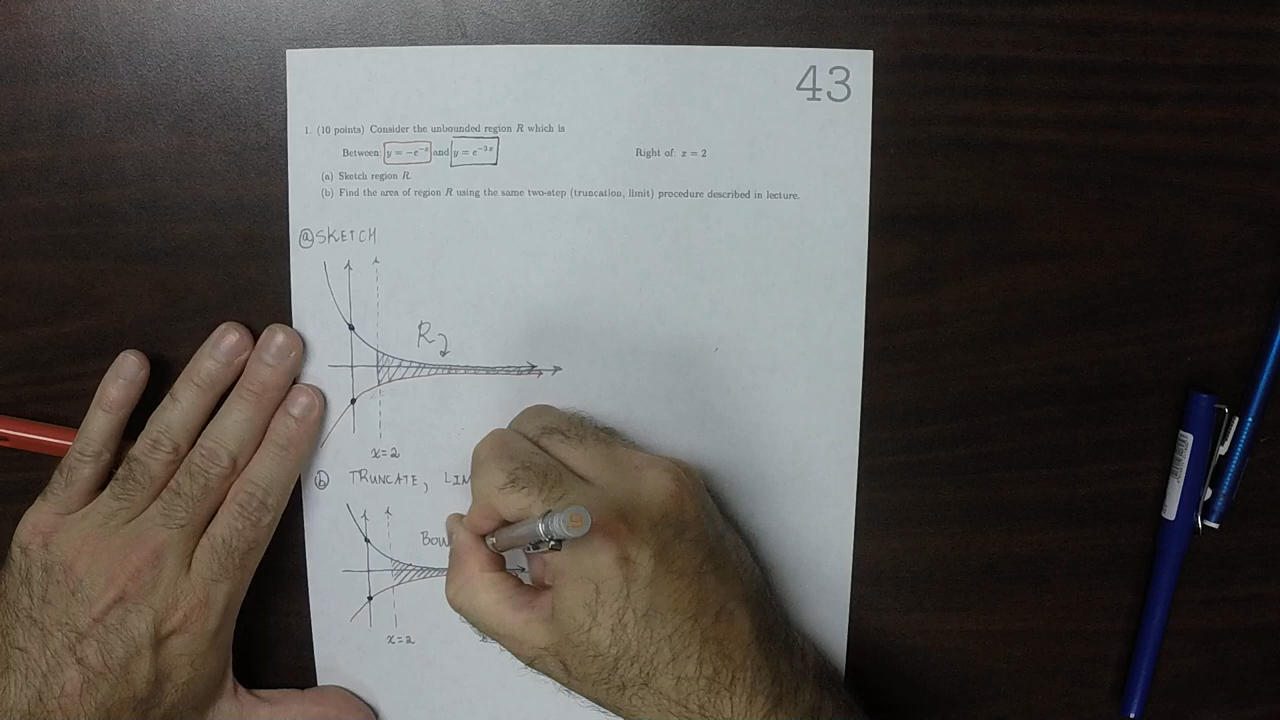 43
1. (10 points) Consider the unbounded region R which is
Between: y = −e^{−x} and y = e^{−3x} Right of: x = 2
(a) Sketch region R.
(b) Find the area of region R using the same two-step (truncation, limit) procedure described in lecture.
ⓐ SKETCH
R
x=2
ⓑ TRUNCATE, LIM
BOU
x=2